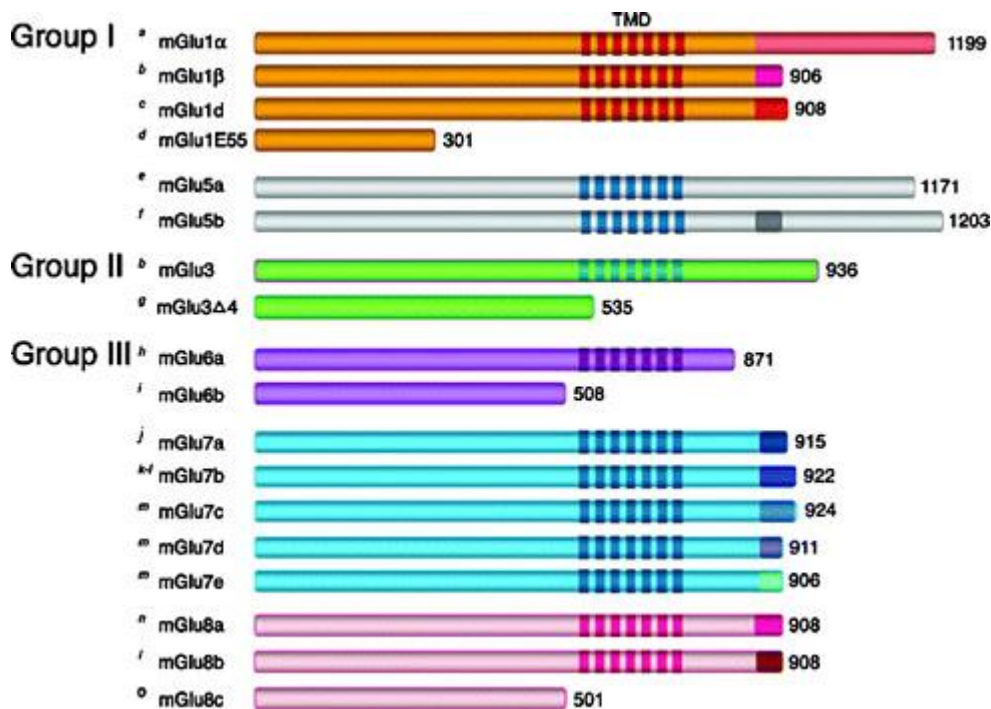 TMD
Group I a mGlu1α 1199
b mGlu1β 906
c mGlu1d 908
d mGlu1E55 301
e mGlu5a 1171
f mGlu5b 1203
Group II b mGlu3 936
g mGlu3Δ4 535
Group III h mGlu6a 871
i mGlu6b 508
j mGlu7a 915
k-l mGlu7b 922
m mGlu7c 924
m mGlu7d 911
m mGlu7e 906
n mGlu8a 908
mGlu8b 908
o mGlu8c 501